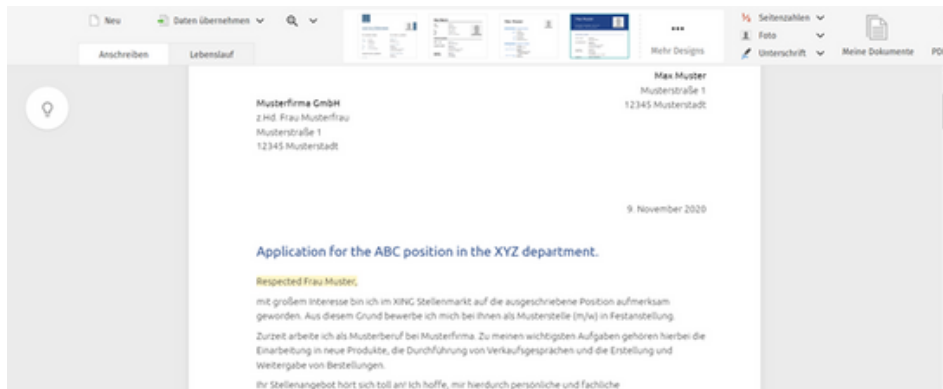 Neu
Daten übernehmen
Mehr Designs
Seitenzahlen
Foto
Unterschrift
Meine Dokumente
Anschreiben
Lebenslauf
Max Muster
Musterstraße 1
12345 Musterstadt
Musterfirma GmbH
z.Hd. Frau Musterfrau
Musterstraße 1
12345 Musterstadt
9. November 2020
Application for the ABC position in the XYZ department.
Respected Frau Muster,
mit großem Interesse bin ich im XING Stellenmarkt auf die ausgeschriebene Position aufmerksam
geworden. Aus diesem Grund bewerbe ich mich bei Ihnen als Musterstelle (m/w) in Festanstellung.
Zurzeit arbeite ich als Musterberuf bei Musterfirma. Zu meinen wichtigsten Aufgaben gehören hierbei die
Einarbeitung in neue Produkte, die Durchführung von Verkaufsgesprächen und die Erstellung und
Weitergabe von Bestellungen.
Ihr Stellenangebot hört sich toll an! Ich hoffe, mir hierdurch persönliche und fachliche